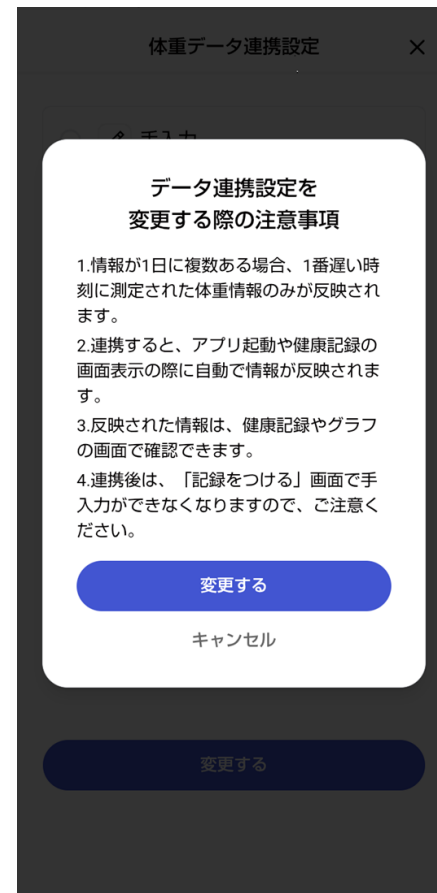 体重データ連携設定
手入力
データ連携設定を
変更する際の注意事項
1.情報が1日に複数ある場合、1番遅い時
刻に測定された体重情報のみが反映され
ます。
2.連携すると、アプリ起動や健康記録の
画面表示の際に自動で情報が反映されま
す。
3.反映された情報は、健康記録やグラフ
の画面で確認できます。
4.連携後は、「記録をつける」画面で手
入力ができなくなりますので、ご注意く
ださい。
変更する
キャンセル
変更する